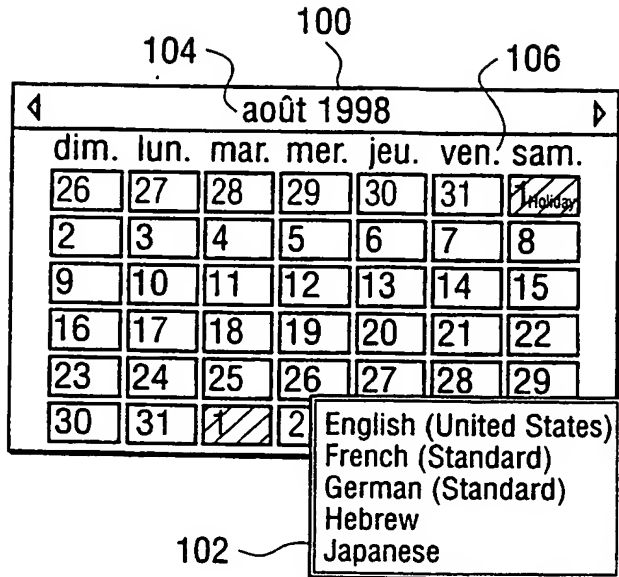 100
104
106
août 1998
dim. lun. mar. mer. jeu. ven. sam.
26 27 28 29 30 31 1 Holiday
2 3 4 5 6 7 8
9 10 11 12 13 14 15
16 17 18 19 20 21 22
23 24 25 26 27 28 29
30 31 1 2
English (United States)
French (Standard)
German (Standard)
Hebrew
Japanese
102